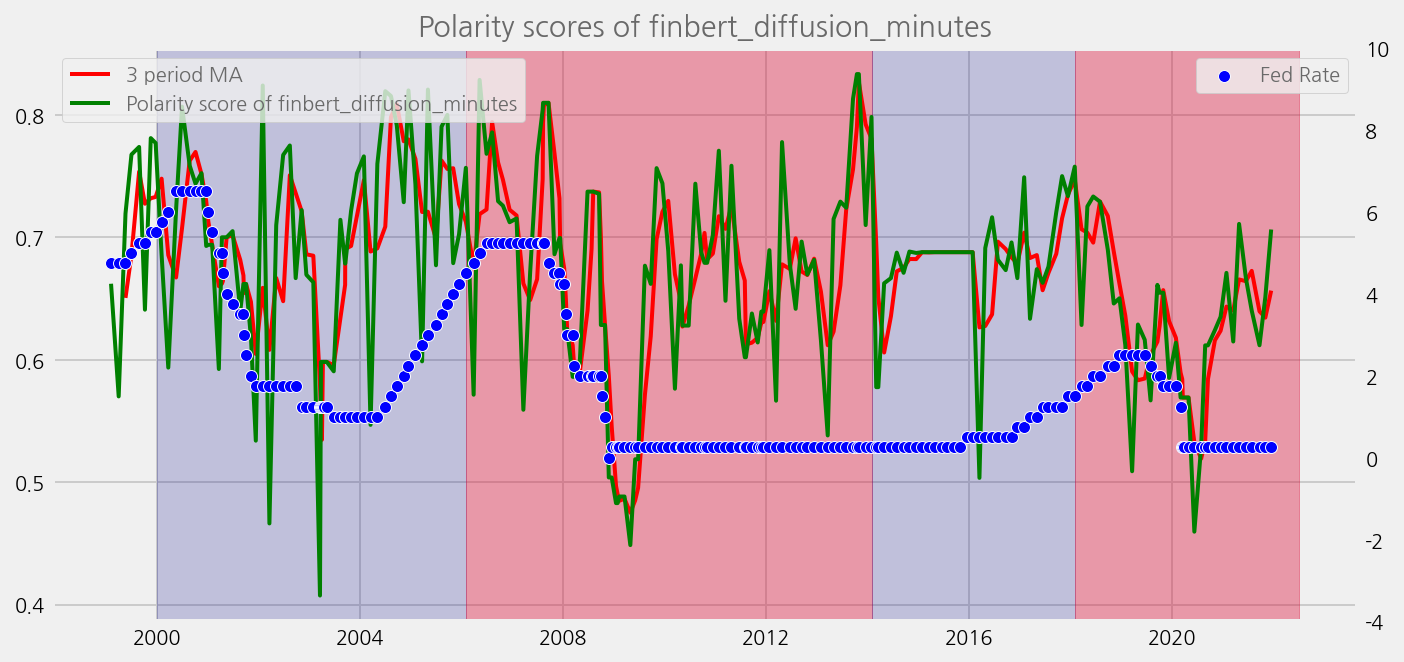 Polarity scores of finbert_diffusion_minutes
3 period MA
Polarity score of finbert_diffusion_minutes
Fed Rate
0.8
0.7
0.6
0.5
0.4
10
8
6
4
2
0
-2
-4
2000 2004 2008 2012 2016 2020